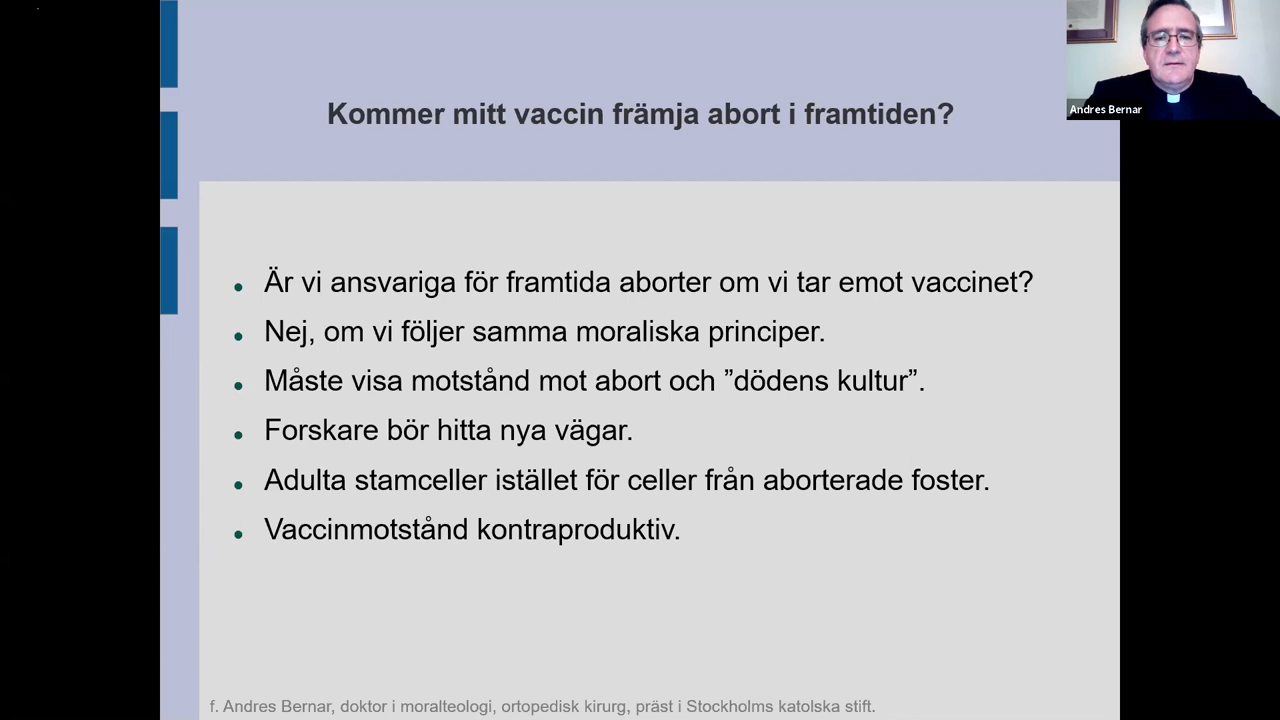 Kommer mitt vaccin främja abort i framtiden?
Andres Bernar
Är vi ansvariga för framtida aborter om vi tar emot vaccinet?
Nej, om vi följer samma moraliska principer.
Måste visa motstånd mot abort och ”dödens kultur”.
Forskare bör hitta nya vägar.
Adulta stamceller istället för celler från aborterade foster.
Vaccinmotstånd kontraproduktiv.
f. Andres Bernar, doktor i moralteologi, ortopedisk kirurg, präst i Stockholms katolska stift.